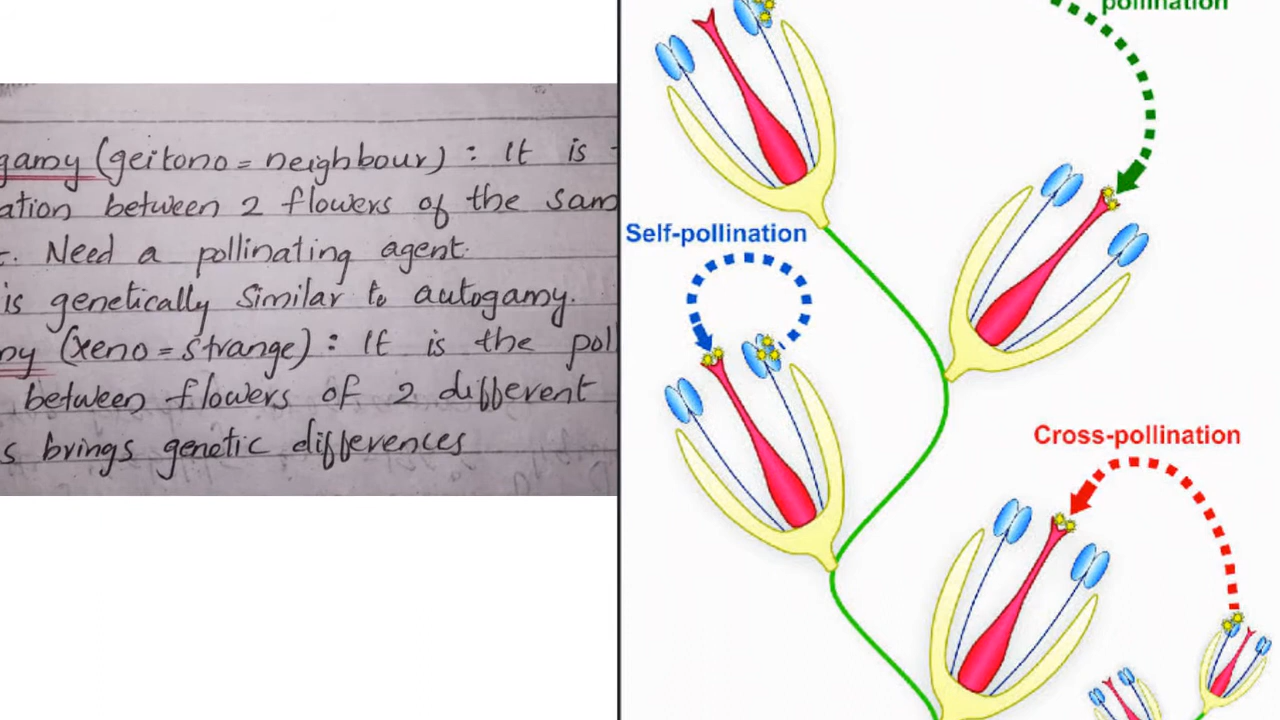 gamy (geitono = neighbour) : It is
ation between 2 flowers of the sam
t. Need a pollinating agent.
is genetically similar to autogamy.
ny (xeno = strange) : It is the pol
between flowers of 2 different
s brings genetic differences
pollination
Self-pollination
Cross-pollination